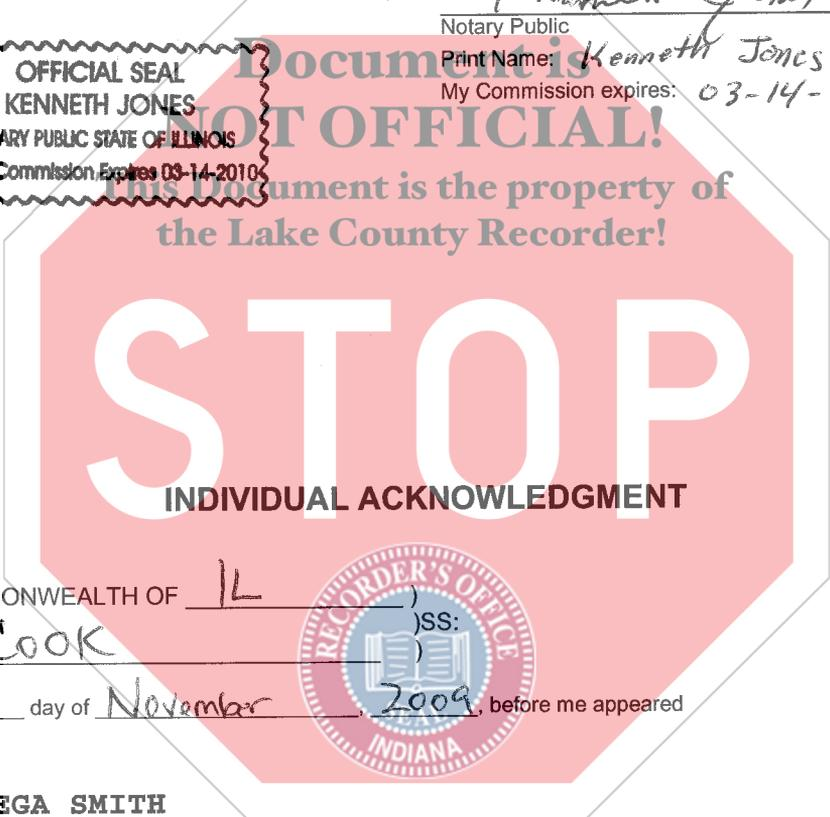 Notary Public
Print Name: Kenneth Jones
My Commission expires: 03-14-
OFFICIAL SEAL
KENNETH JONES
ARY PUBLIC STATE OF ILLINOIS
Commission Expires 03-14-2010
Document is
NOT OFFICIAL!
This Document is the property of
the Lake County Recorder!
STOP
INDIVIDUAL ACKNOWLEDGMENT
ONWEALTH OF IL )
)SS:
COOK )
day of November, 2009, before me appeared
RECORDER'S OFFICE
SEAL
INDIANA
EGA SMITH